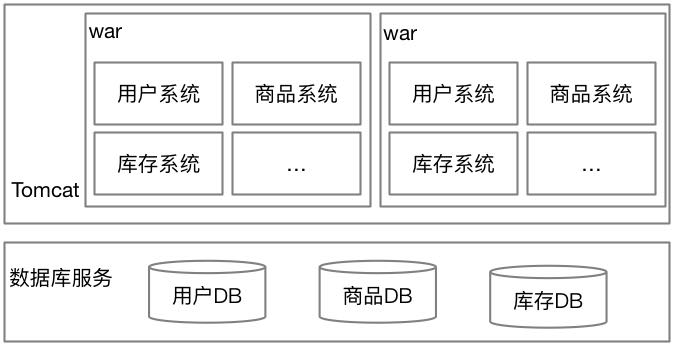 war
用户系统
商品系统
库存系统
...
war
用户系统
商品系统
库存系统
...
Tomcat
数据库服务
用户DB
商品DB
库存DB